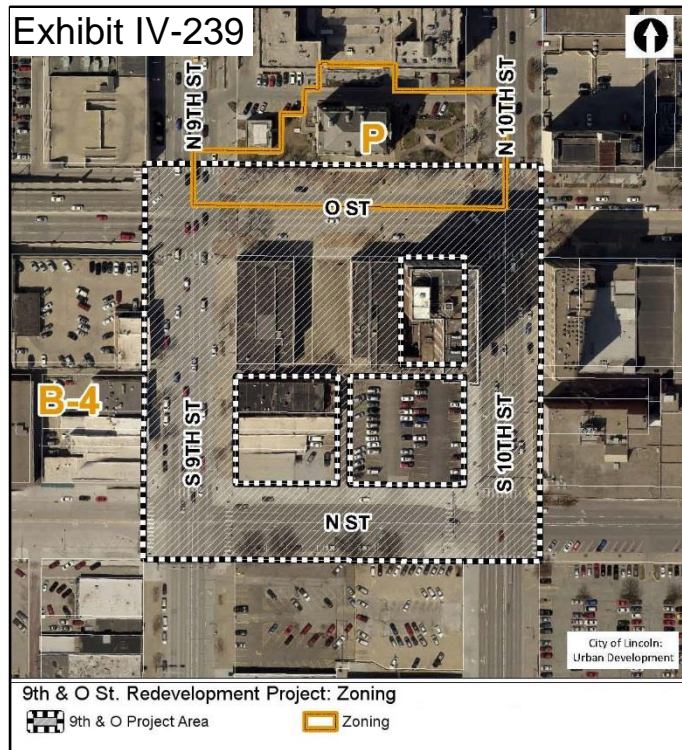 Exhibit IV-239
N 9TH ST
N 10TH ST
P
O ST
B-4
S 9TH ST
S 10TH ST
N ST
City of Lincoln:
Urban Development
9th & O St. Redevelopment Project: Zoning
9th & O Project Area
Zoning